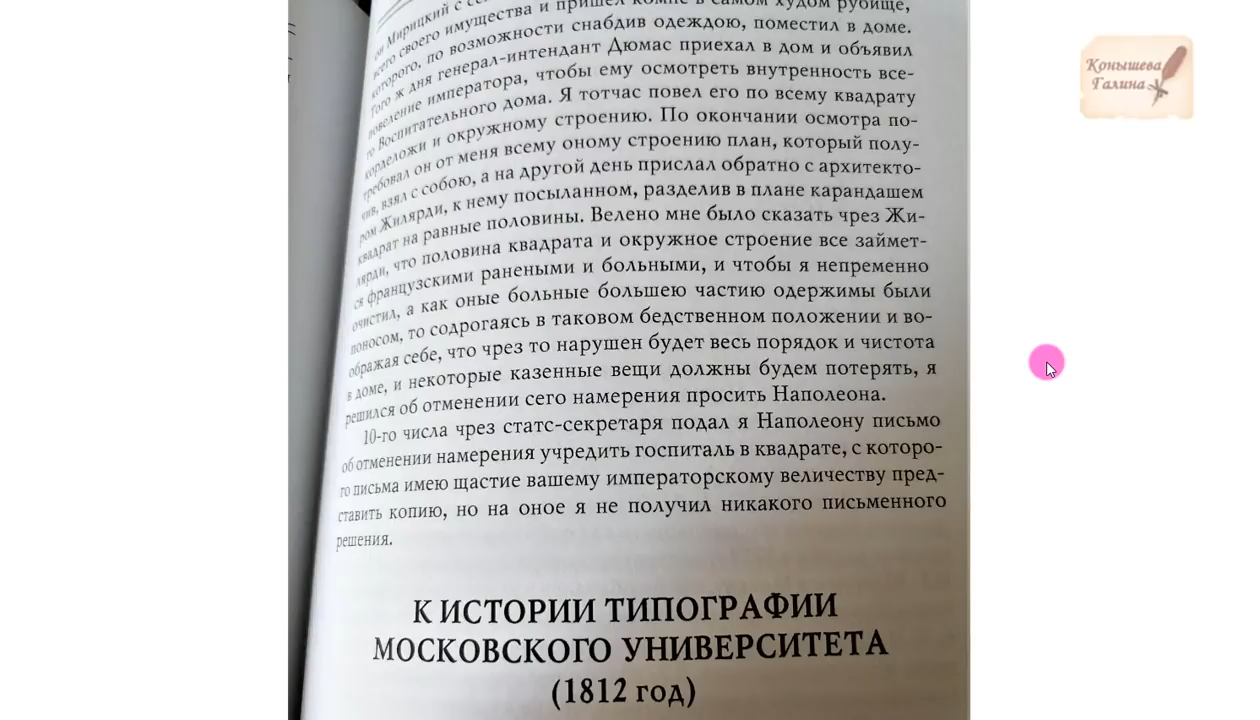 ми Мирицкий с се
всего своего имущества и пришел ко мне в самом худом рубище,
которого, по возможности снабдив одеждою, поместил в доме.
Того ж дня генерал-интендант Дюмас приехал в дом и объявил
повеление императора, чтобы ему осмотреть внутренность все-
го Воспитательного дома. Я тотчас повел его по всему квадрату
корделожи и окружному строению. По окончании осмотра по-
требовал он от меня всему оному строению план, который полу-
чив, взял с собою, а на другой день прислал обратно с архитекто-
ром Жилярди, к нему посыланном, разделив в плане карандашем
квадрат на равные половины. Велено мне было сказать чрез Жи-
лярди, что половина квадрата и окружное строение все займет-
ся французскими ранеными и больными, и чтобы я непременно
очистил, а как оные больные большею частию одержимы были
поносом, то содрогаясь в таковом бедственном положении и во-
ображая себе, что чрез то нарушен будет весь порядок и чистота
в доме, и некоторые казенные вещи должны будем потерять, я
решился об отменении сего намерения просить Наполеона.
10-го числа чрез статс-секретаря подал я Наполеону письмо
об отменении намерения учредить госпиталь в квадрате, с которо-
го письма имею щастие вашему императорскому величеству пред-
ставить копию, но на оное я не получил никакого письменного
решения.
К ИСТОРИИ ТИПОГРАФИИ
МОСКОВСКОГО УНИВЕРСИТЕТА
(1812 год)
Конышева
Галина